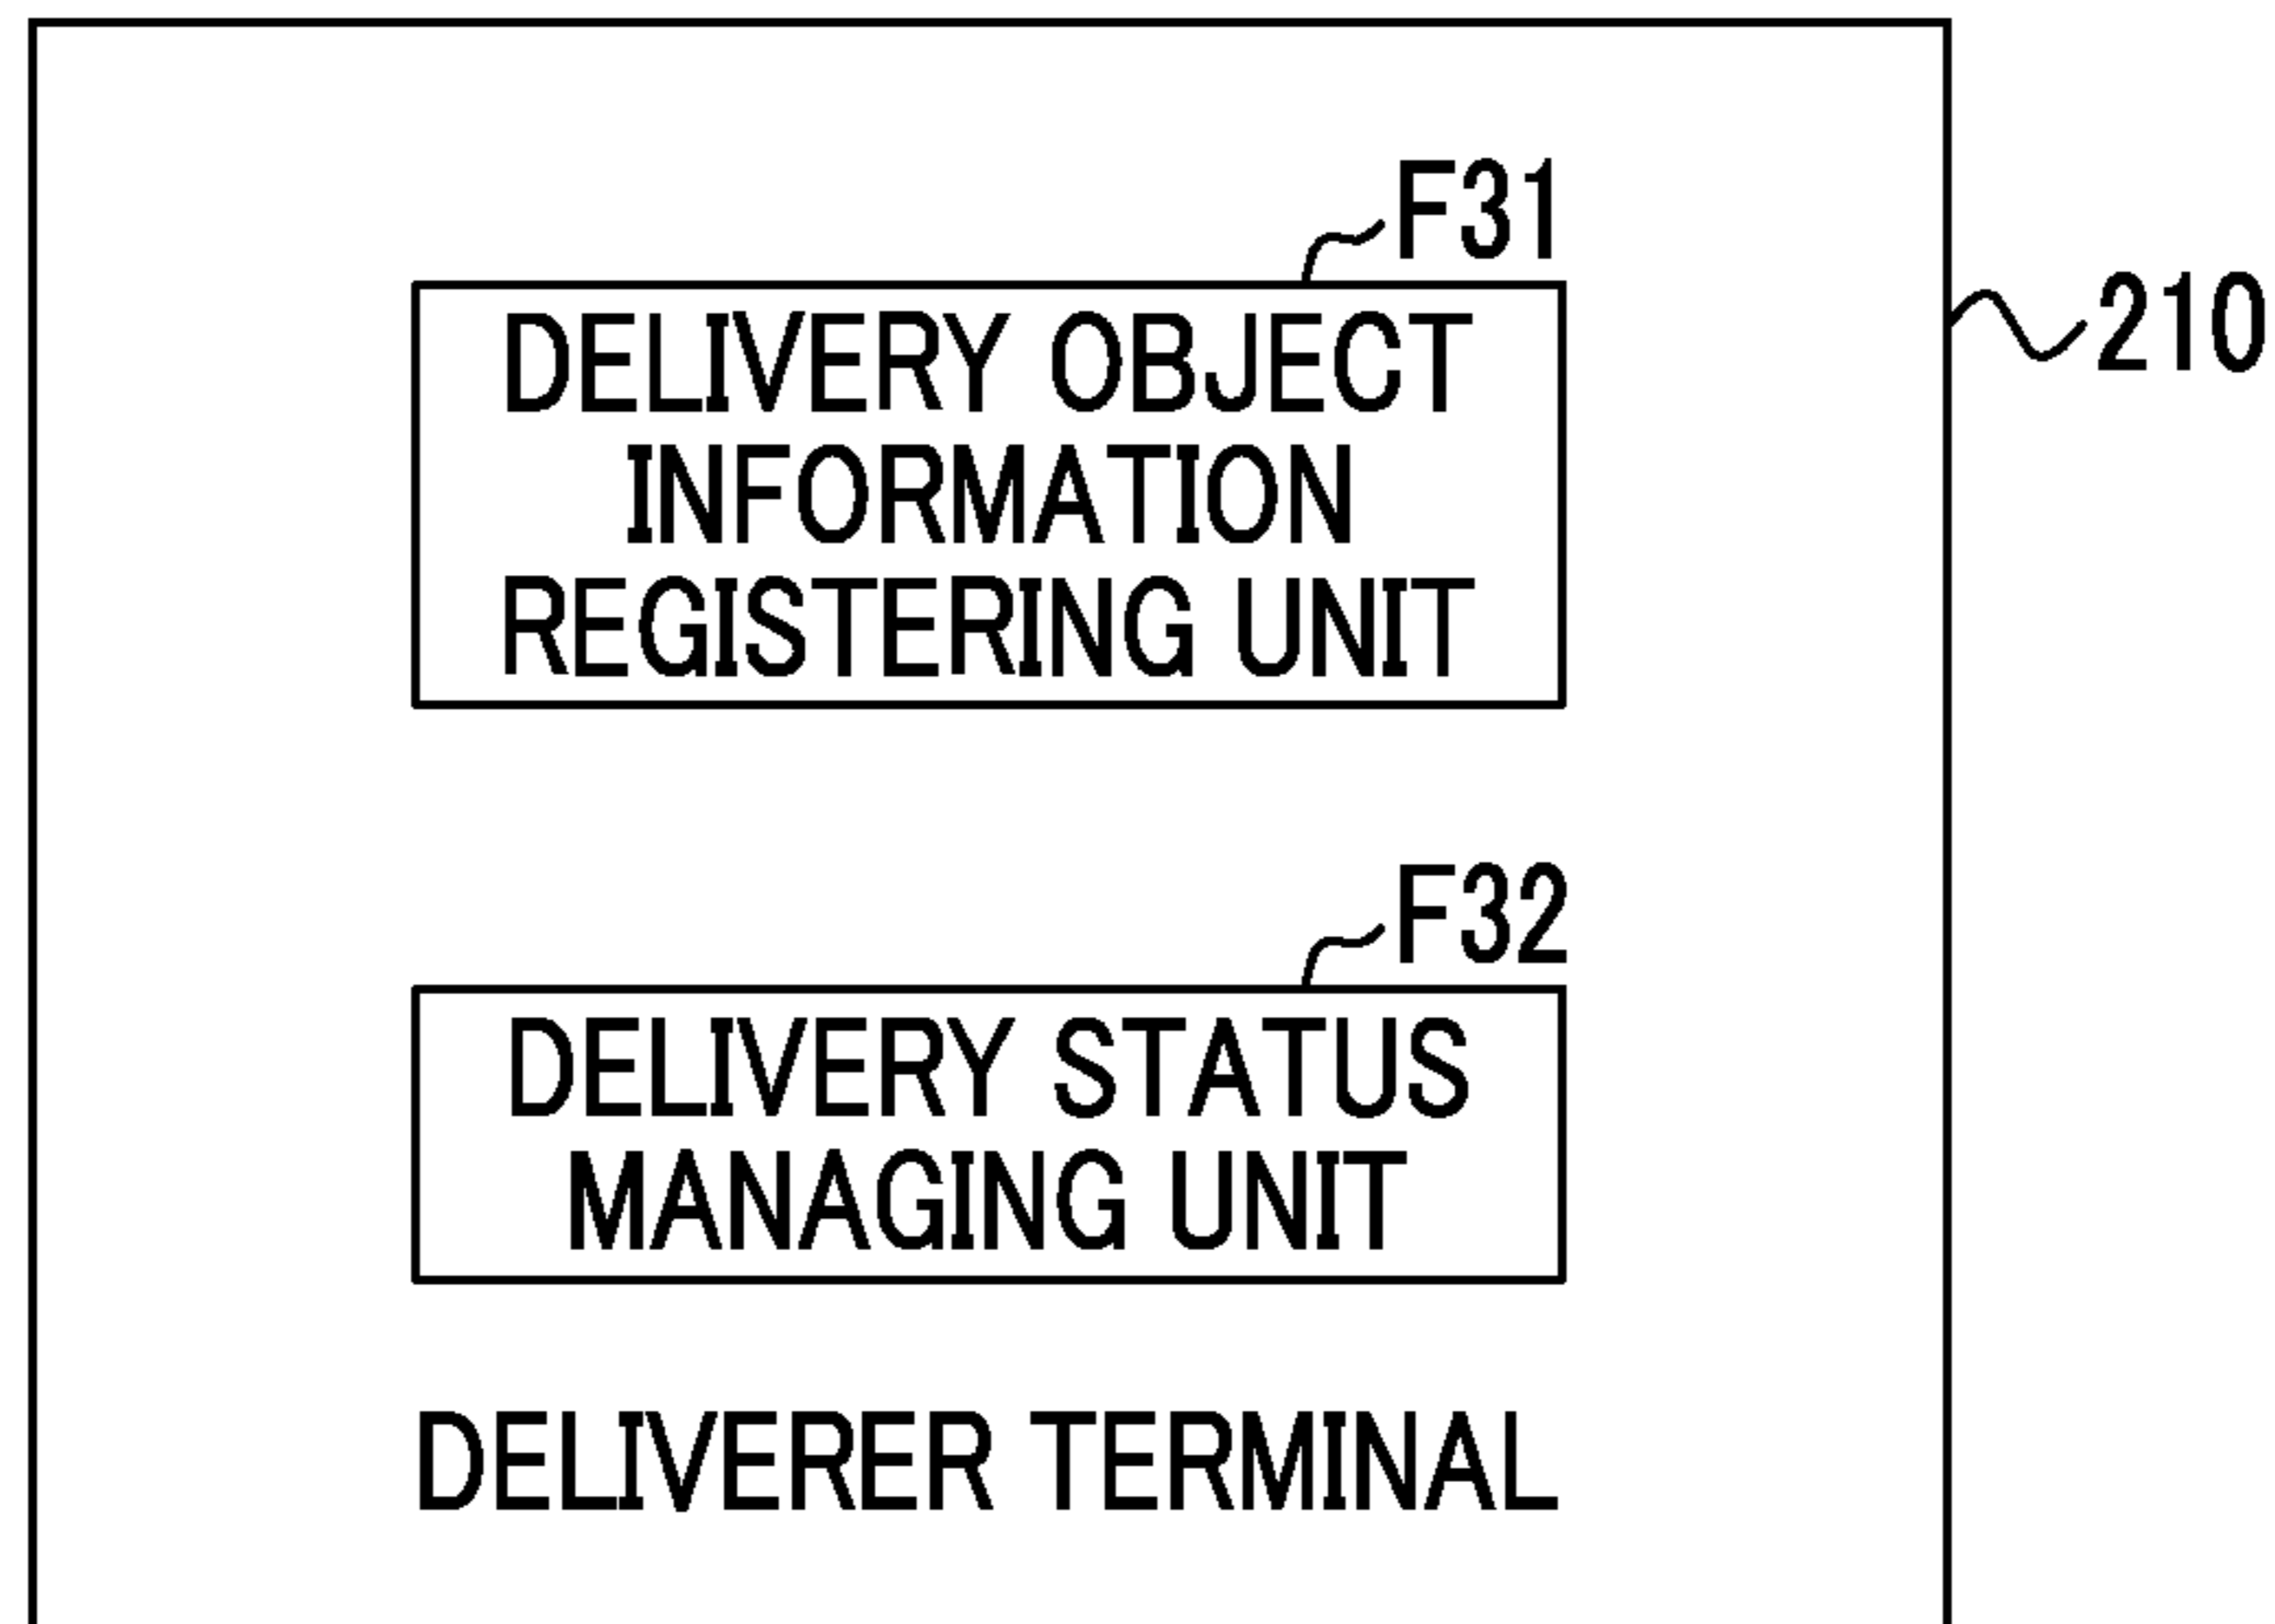 F31
210
DELIVERY OBJECT
INFORMATION
REGISTERING UNIT
F32
DELIVERY STATUS
MANAGING UNIT
DELIVERER TERMINAL